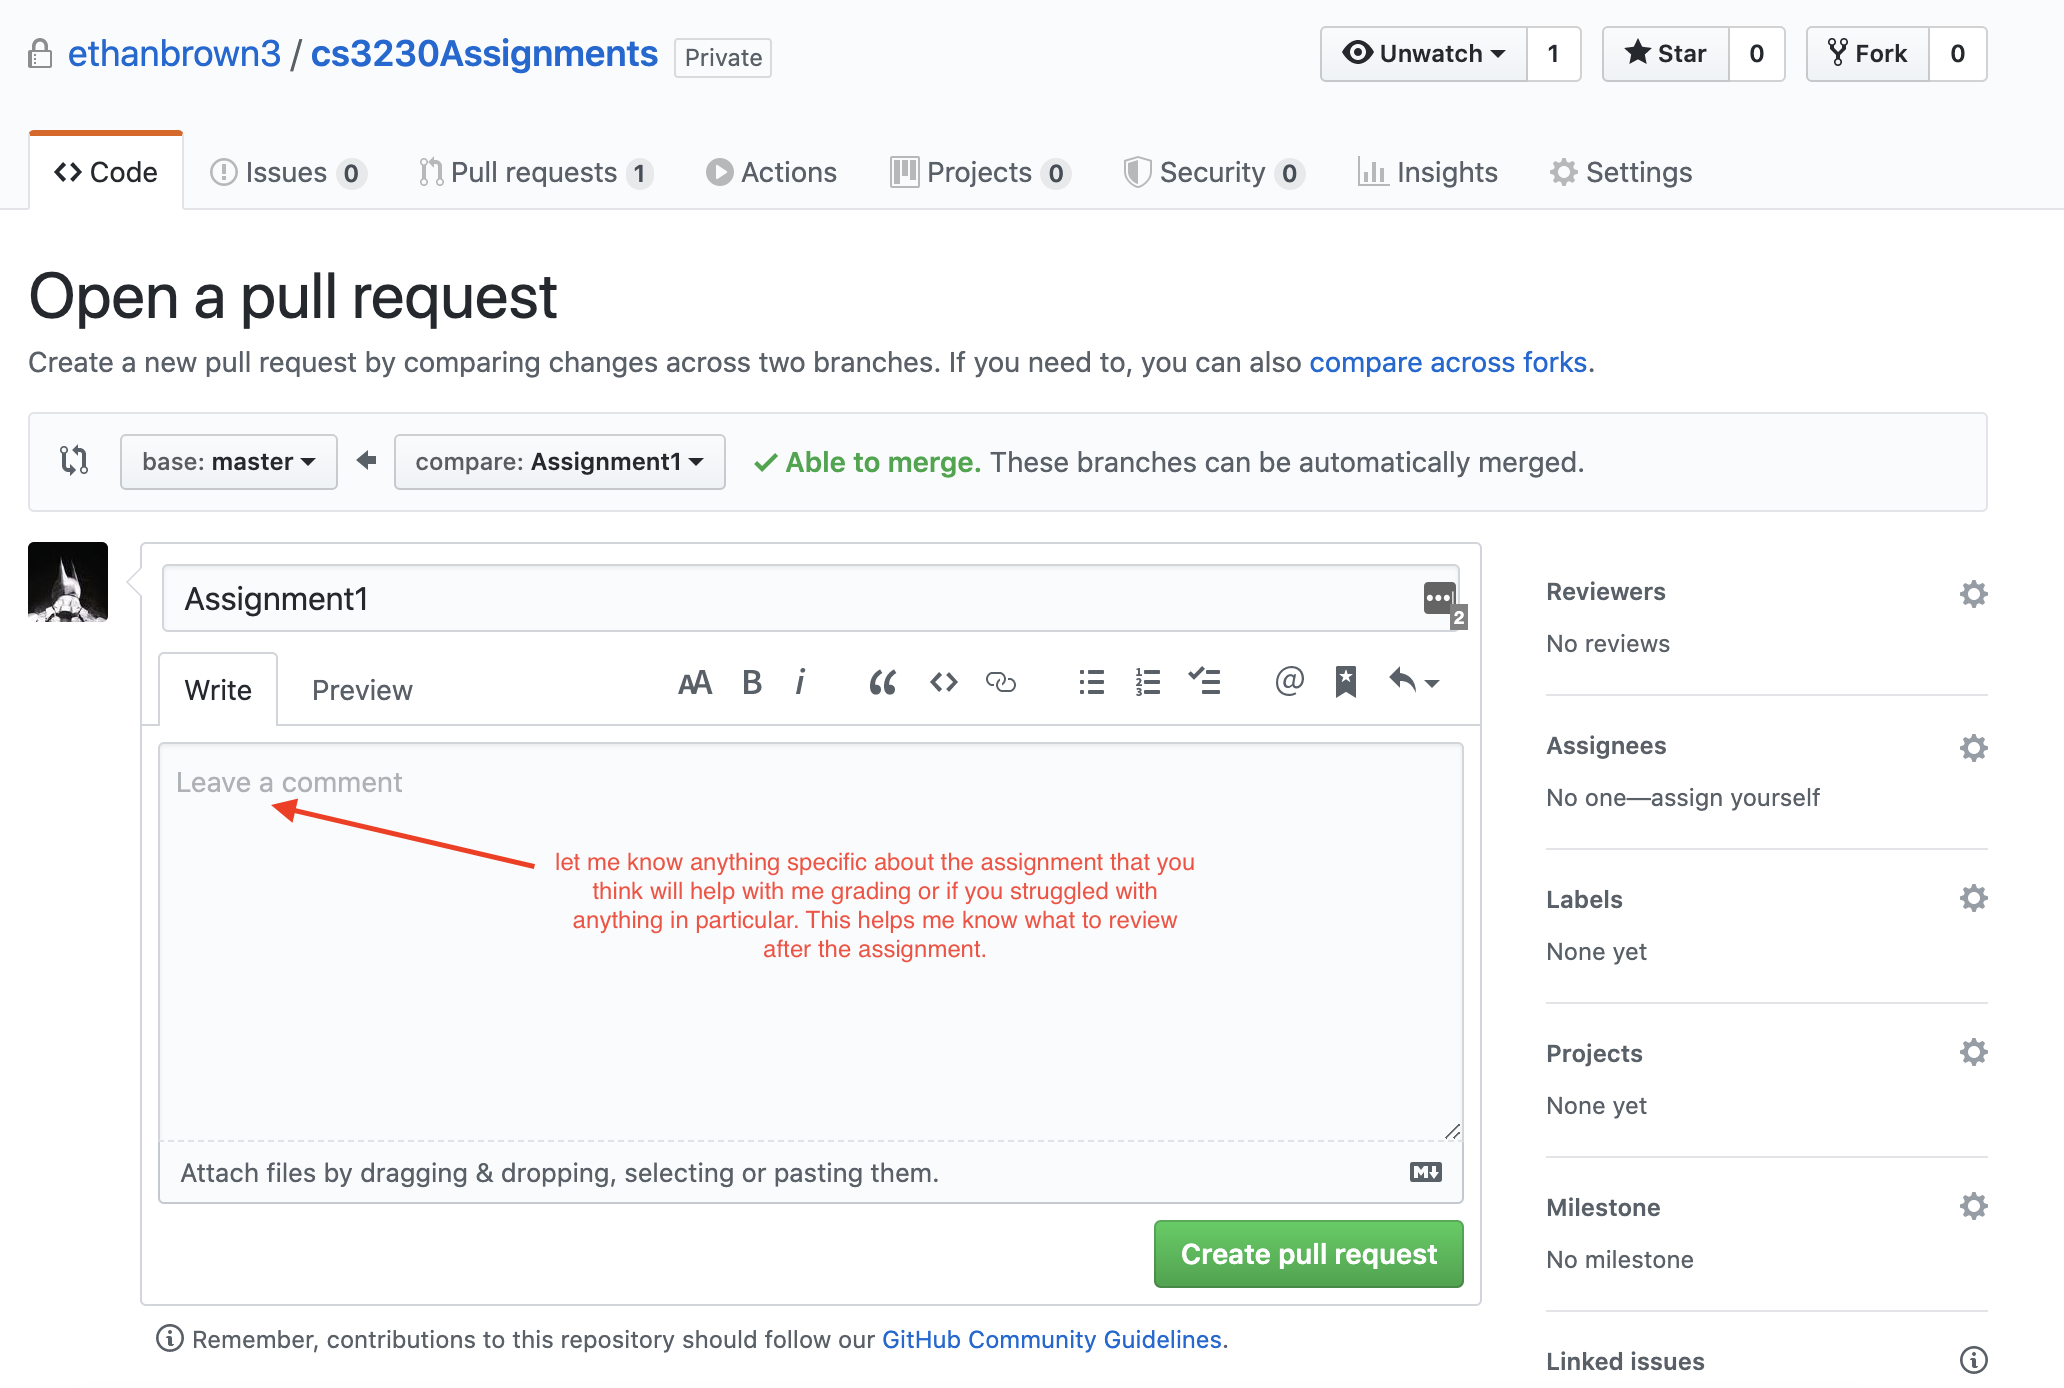 ethanbrown3 / cs3230Assignments Private
Unwatch 1 Star 0 Fork 0
Code Issues 0 Pull requests 1 Actions Projects 0 Security 0 Insights Settings
Open a pull request
Create a new pull request by comparing changes across two branches. If you need to, you can also compare across forks.
base: master compare: Assignment1 Able to merge. These branches can be automatically merged.
Assignment1
2
Write Preview
AA B i “ <> 1 2 3 @
Leave a comment
let me know anything specific about the assignment that you
think will help with me grading or if you struggled with
anything in particular. This helps me know what to review
after the assignment.
Attach files by dragging & dropping, selecting or pasting them.
M
Create pull request
Remember, contributions to this repository should follow our GitHub Community Guidelines.
Reviewers
No reviews
Assignees
No one—assign yourself
Labels
None yet
Projects
None yet
Milestone
No milestone
Linked issues